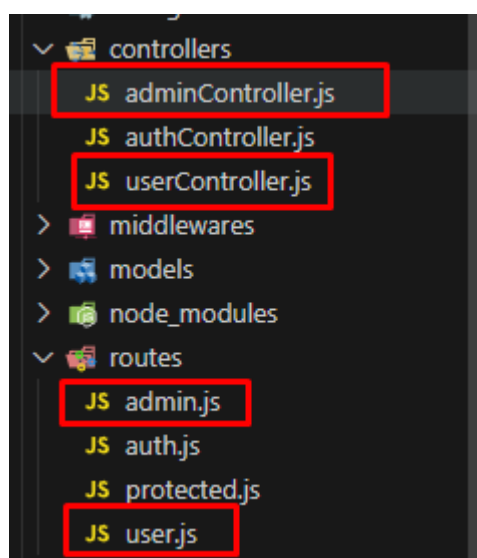 controllers
JS adminController.js
JS authController.js
JS userController.js
middlewares
models
node_modules
routes
JS admin.js
JS auth.js
JS protected.js
JS user.js